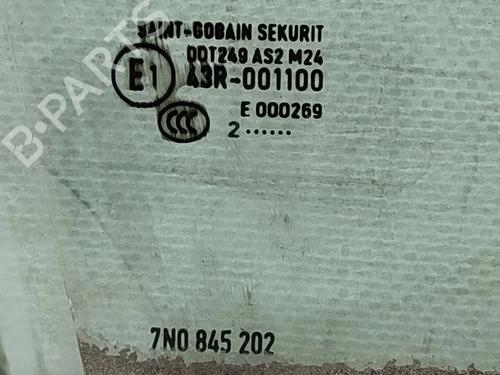 SAINT-GOBAIN SEKURIT
DOT249 AS2 M24
E1 43R-001100
E 000269
CCC 2 ······
7N0 845 202
B-PARTS